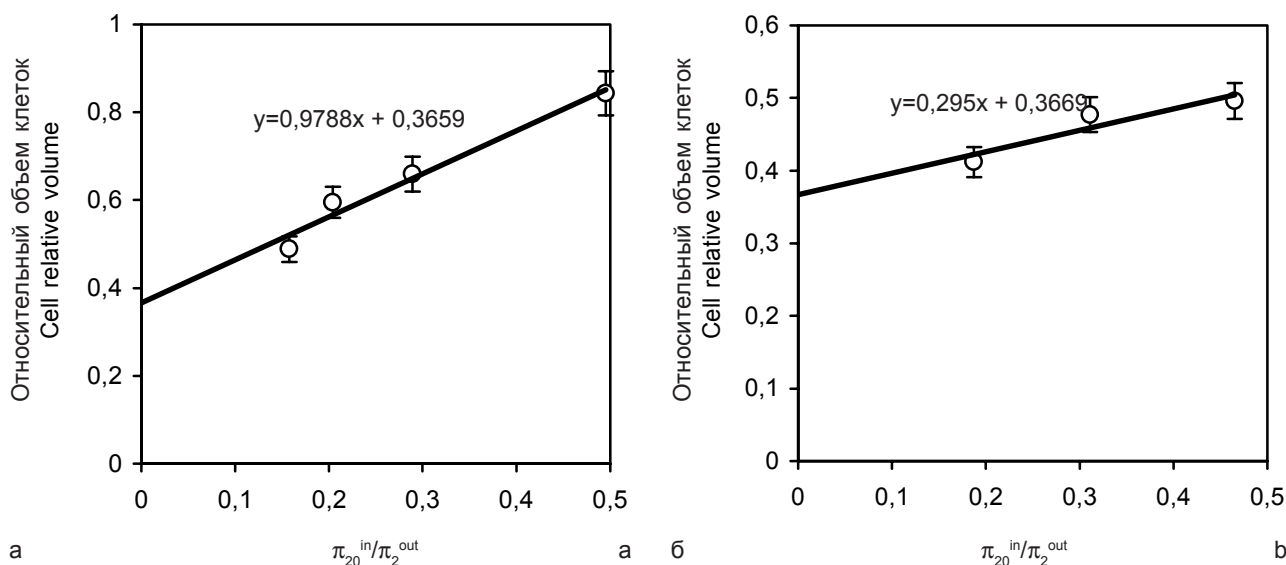 Относительный объем клеток
Cell relative volume
1
0,8
0,6
0,4
0,2
0
y=0,9788x + 0,3659
0 0,1 0,2 0,3 0,4 0,5
a π₂₀ⁱⁿ/π₂ᵒᵘᵗ a
Относительный объем клеток
Cell relative volume
0,6
0,5
0,4
0,3
0,2
0,1
0
y=0,295x + 0,3669
0 0,1 0,2 0,3 0,4 0,5
б π₂₀ⁱⁿ/π₂ᵒᵘᵗ b